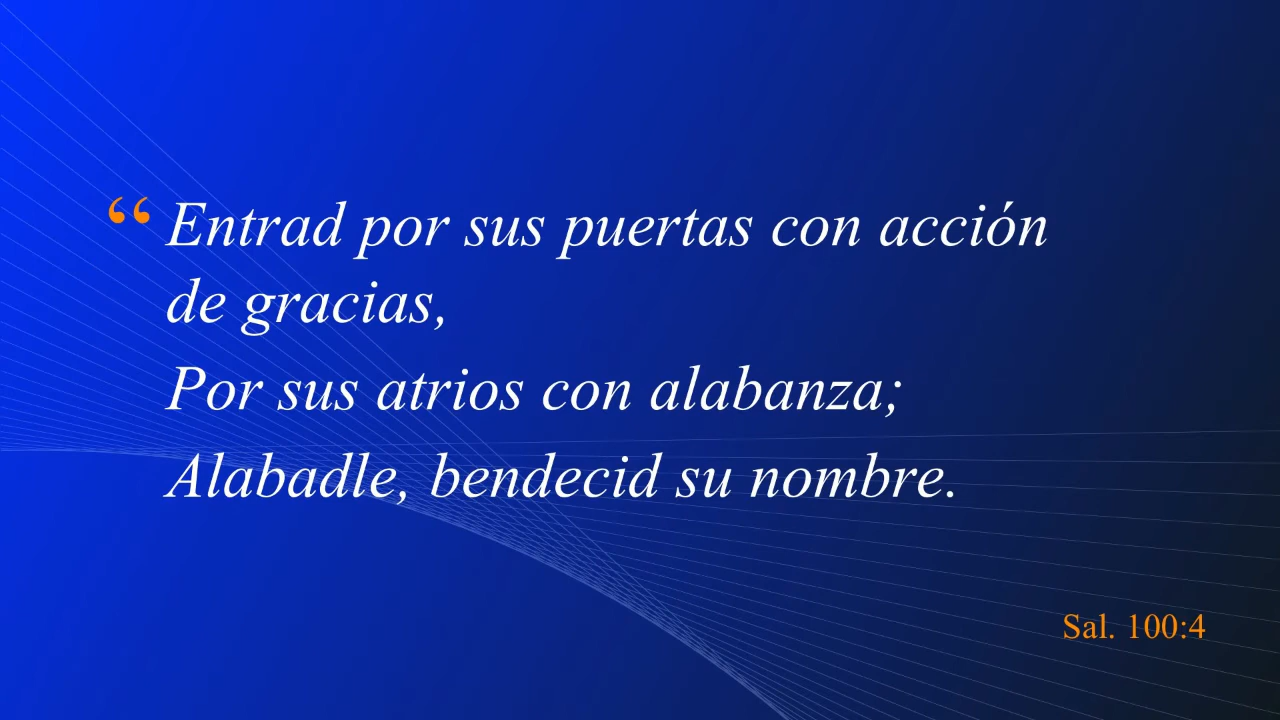 “Entrad por sus puertas con acción
de gracias,
Por sus atrios con alabanza;
Alabadle, bendecid su nombre.
Sal. 100:4